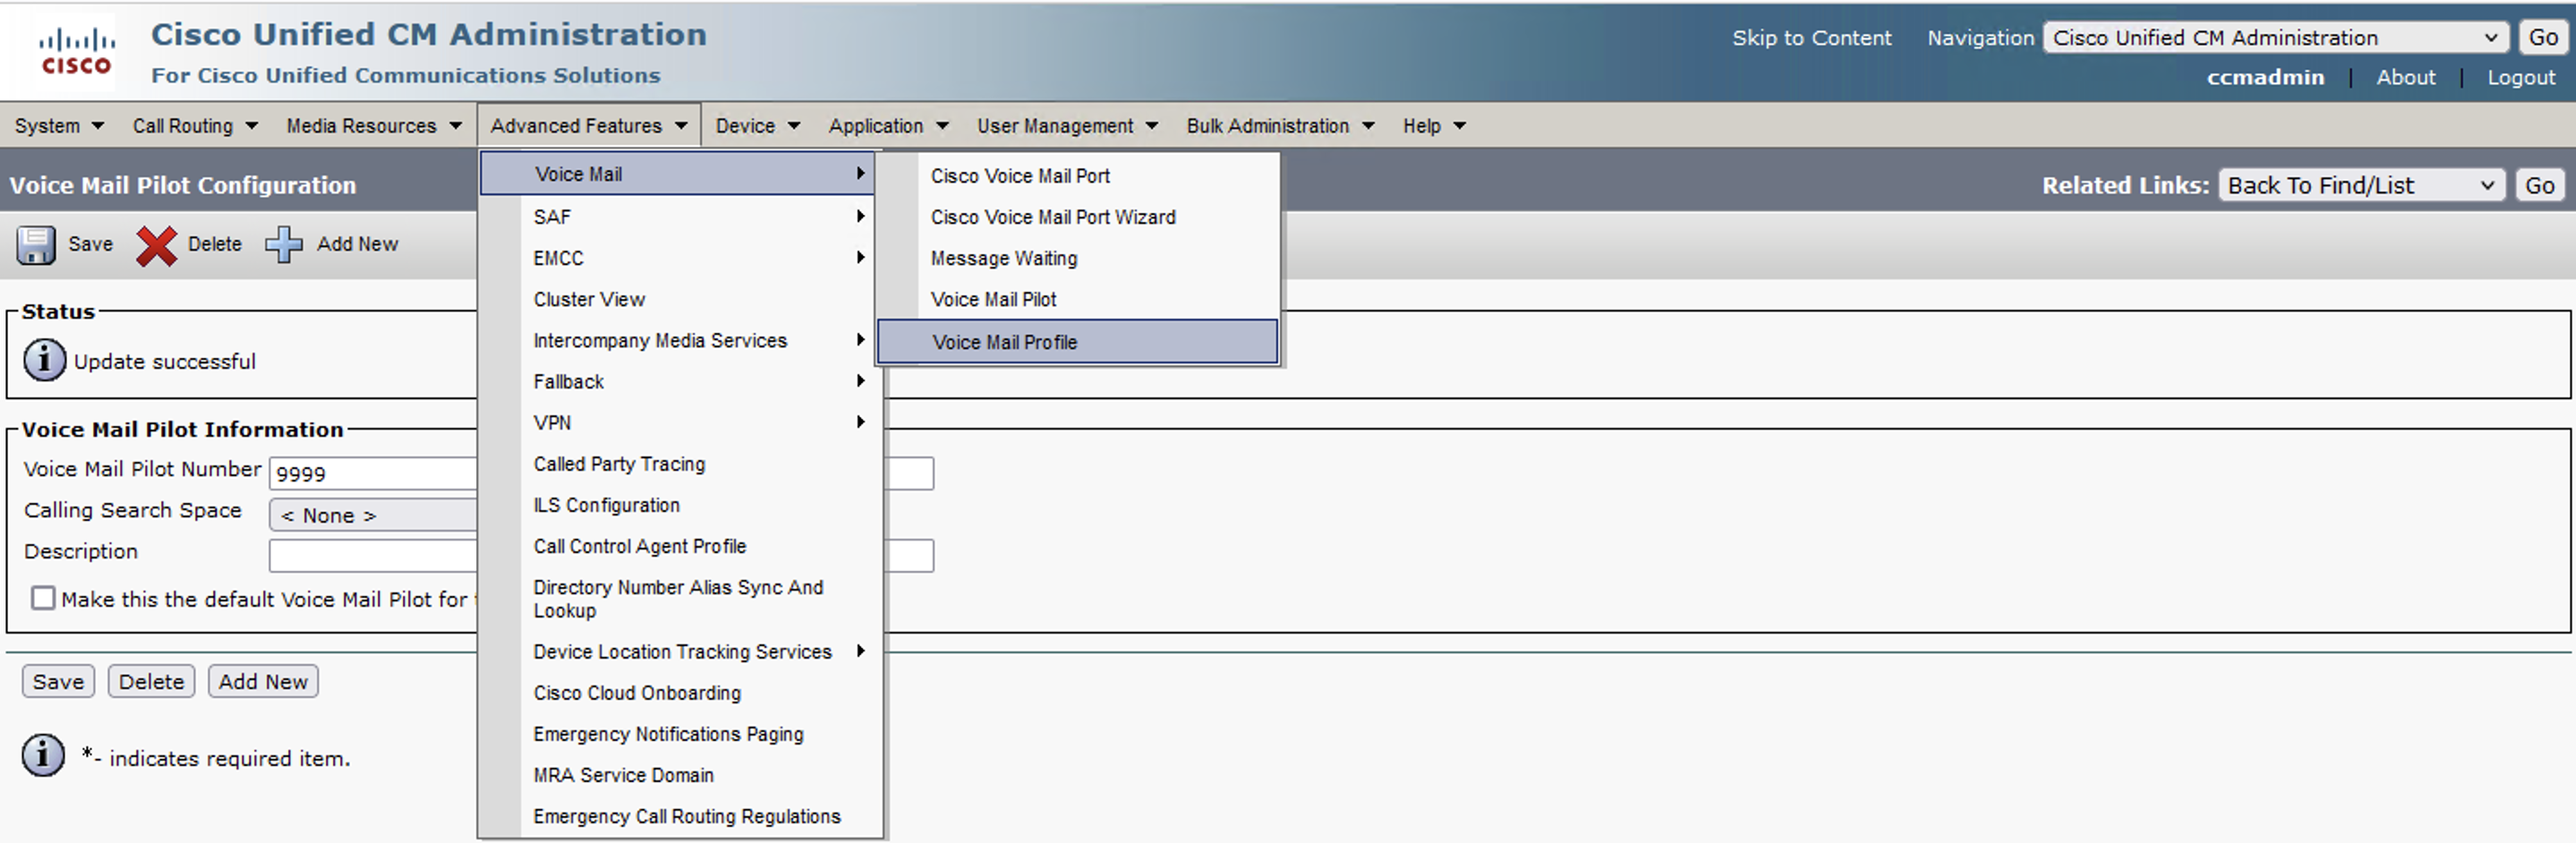 Cisco Unified CM Administration
For Cisco Unified Communications Solutions
CISCO
Skip to Content Navigation Cisco Unified CM Administration Go
ccmadmin | About | Logout
System Call Routing Media Resources Advanced Features Device Application User Management Bulk Administration Help
Voice Mail Pilot Configuration
Related Links: Back To Find/List Go
Save Delete Add New
Voice Mail
SAF
EMCC
Cluster View
Intercompany Media Services
Fallback
VPN
Called Party Tracing
ILS Configuration
Call Control Agent Profile
Directory Number Alias Sync And
Lookup
Device Location Tracking Services
Cisco Cloud Onboarding
Emergency Notifications Paging
MRA Service Domain
Emergency Call Routing Regulations
Cisco Voice Mail Port
Cisco Voice Mail Port Wizard
Message Waiting
Voice Mail Pilot
Voice Mail Profile
Status
Update successful
Voice Mail Pilot Information
Voice Mail Pilot Number 9999
Calling Search Space < None >
Description
Make this the default Voice Mail Pilot for
Save Delete Add New
*- indicates required item.